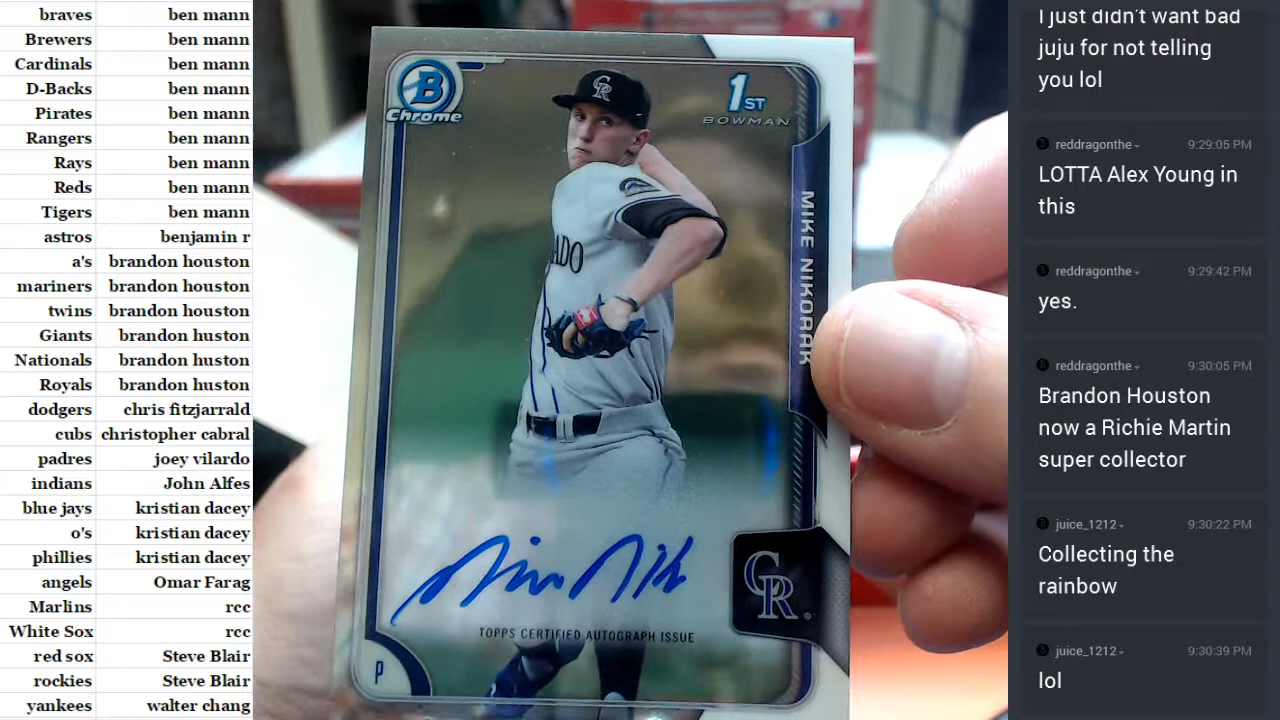 braves ben mann
Brewers ben mann
Cardinals ben mann
D-Backs ben mann
Pirates ben mann
Rangers ben mann
Rays ben mann
Reds ben mann
Tigers ben mann
astros benjamin r
a's brandon houston
mariners brandon houston
twins brandon houston
Giants brandon huston
Nationals brandon huston
Royals brandon huston
dodgers chris fitzjarrald
cubs christopher cabral
padres joey vilardo
indians John Alfes
blue jays kristian dacey
o's kristian dacey
phillies kristian dacey
angels Omar Farag
Marlins rcc
White Sox rcc
red sox Steve Blair
rockies Steve Blair
yankees walter chang
B
Chrome
1ST
BOWMAN
CR
ADO
MIKE NIKORAK
CR
TOPPS CERTIFIED AUTOGRAPH ISSUE
P
I just didn't want bad
juju for not telling
you lol
reddragonthe 9:29:05 PM
LOTTA Alex Young in
this
reddragonthe 9:29:42 PM
yes.
reddragonthe 9:30:05 PM
Brandon Houston
now a Richie Martin
super collector
juice_1212 9:30:22 PM
Collecting the
rainbow
juice_1212 9:30:39 PM
lol